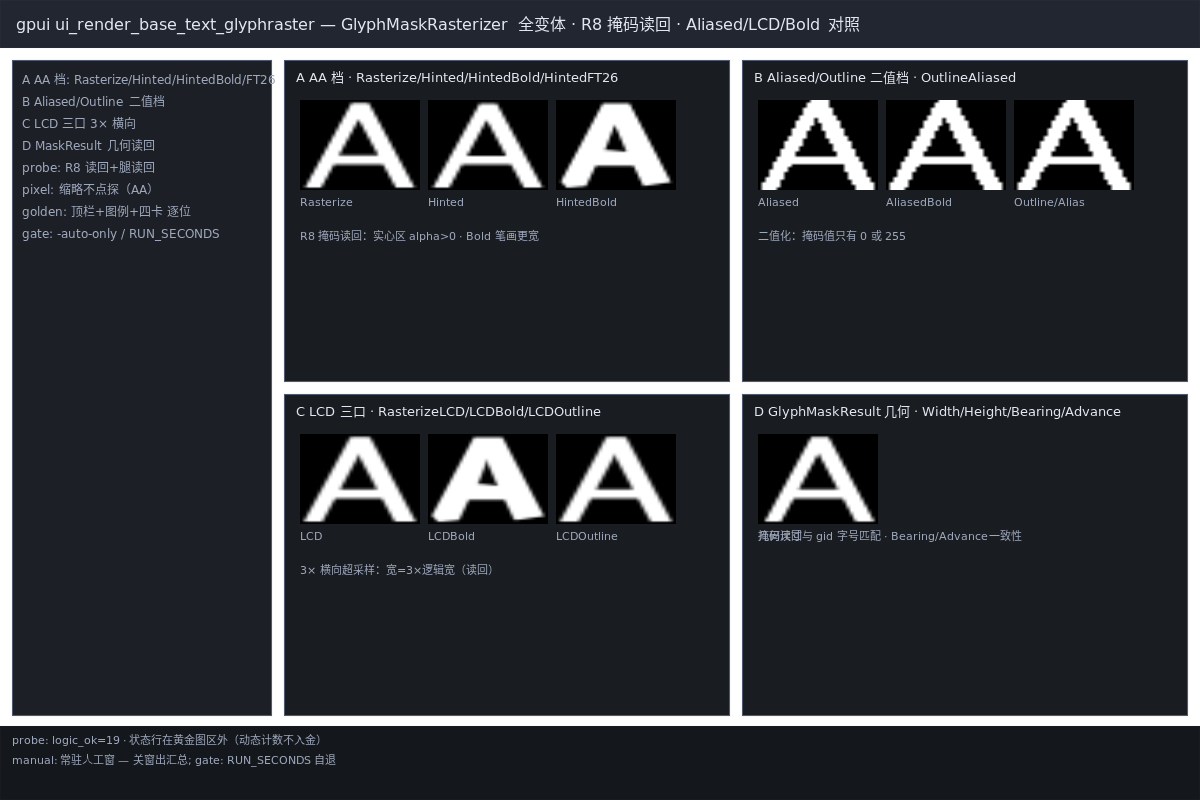 gpui ui_render_base_text_glyphraster — GlyphMaskRasterizer 全变体 · R8 掩码读回 · Aliased/LCD/Bold 对照
A AA 档: Rasterize/Hinted/HintedBold/FT26
B Aliased/Outline 二值档
C LCD 三口 3× 横向
D MaskResult 几何读回
probe: R8 读回+腿读回
pixel: 缩略不点探（AA）
golden: 顶栏+图例+四卡 逐位
gate: -auto-only / RUN_SECONDS
A AA 档 · Rasterize/Hinted/HintedBold/HintedFT26
A A A
Rasterize Hinted HintedBold
R8 掩码读回：实心区 alpha>0 · Bold 笔画更宽
B Aliased/Outline 二值档 · OutlineAliased
A A A
Aliased AliasedBold Outline/Alias
二值化：掩码值只有 0 或 255
C LCD 三口 · RasterizeLCD/LCDBold/LCDOutline
A A A
LCD LCDBold LCDOutline
3× 横向超采样：宽=3×逻辑宽（读回）
D GlyphMaskResult 几何 · Width/Height/Bearing/Advance
A
与 gid 字号匹配 · Bearing/Advance一致性
probe: logic_ok=19 · 状态行在黄金图区外（动态计数不入金）
manual: 常驻人工窗 — 关窗出汇总; gate: RUN_SECONDS 自退